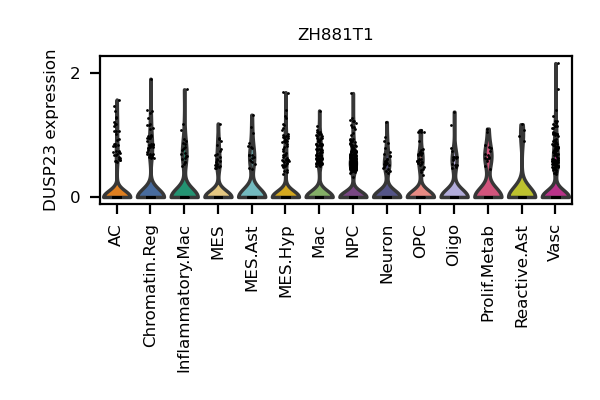 ZH881T1
DUSP23 expression
2
0
AC
Chromatin.Reg
Inflammatory.Mac
MES
MES.Ast
MES.Hyp
Mac
NPC
Neuron
OPC
Oligo
Prolif.Metab
Reactive.Ast
Vasc